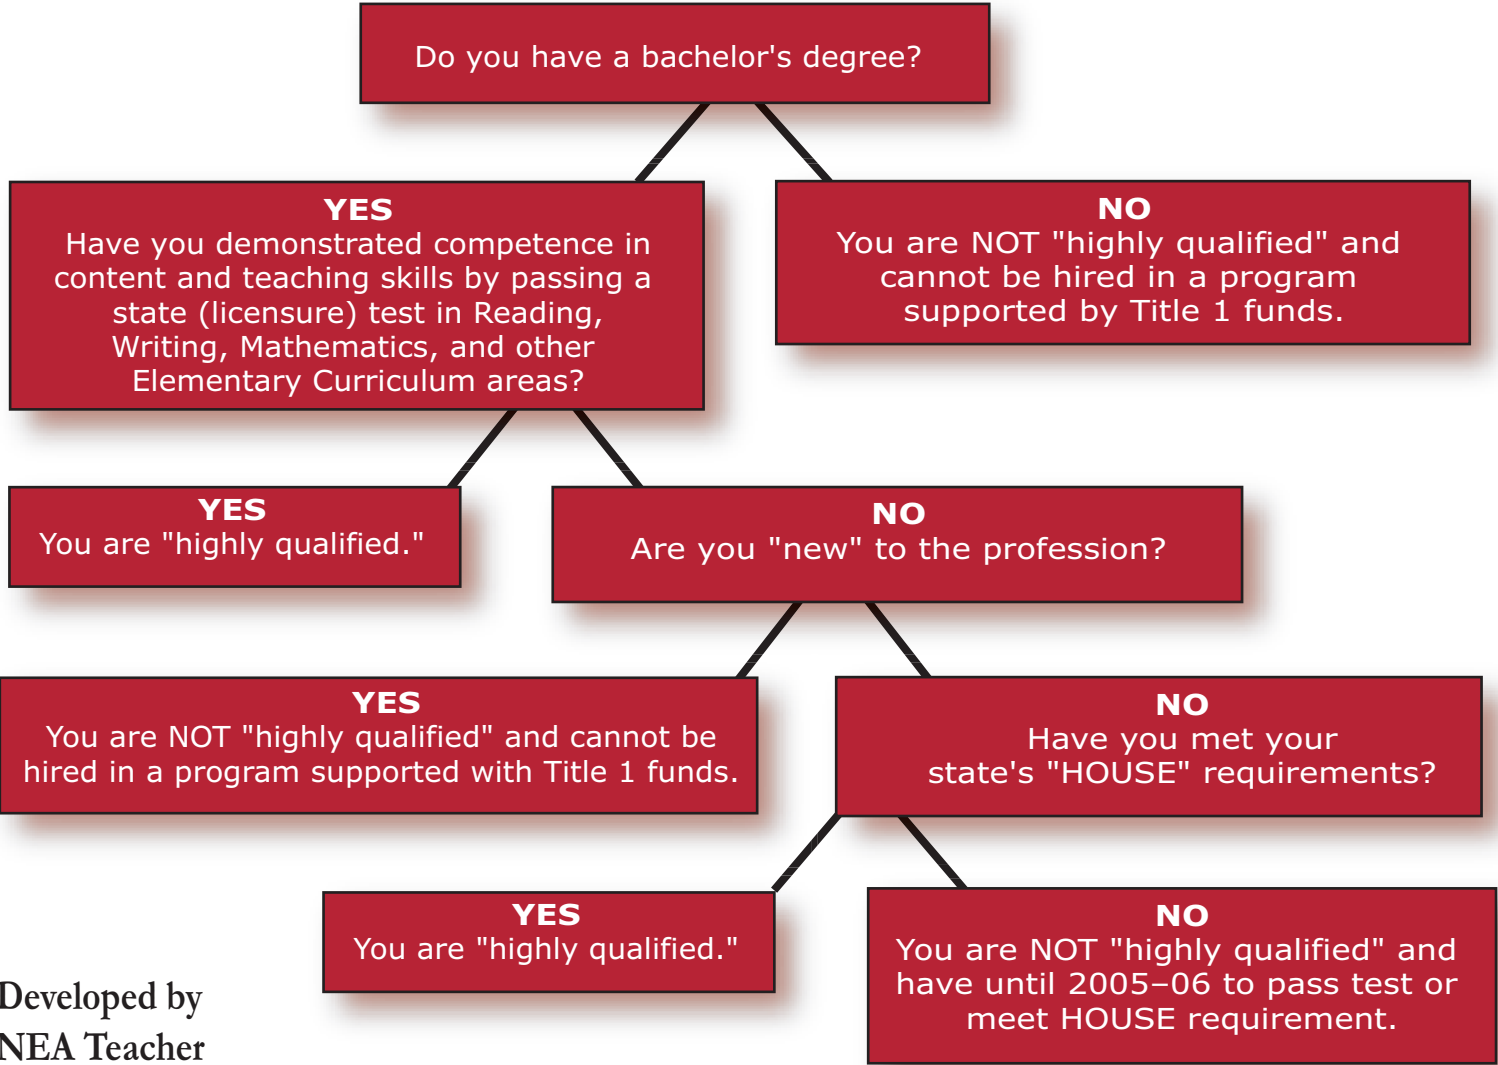 Do you have a bachelor's degree?
YES
Have you demonstrated competence in
content and teaching skills by passing a
state (licensure) test in Reading,
Writing, Mathematics, and other
Elementary Curriculum areas?
NO
You are NOT "highly qualified" and
cannot be hired in a program
supported by Title 1 funds.
YES
You are "highly qualified."
NO
Are you "new" to the profession?
YES
You are NOT "highly qualified" and cannot be
hired in a program supported with Title 1 funds.
NO
Have you met your
state's "HOUSE" requirements?
YES
You are "highly qualified."
NO
You are NOT "highly qualified" and
have until 2005–06 to pass test or
meet HOUSE requirement.
Developed by
NEA Teacher